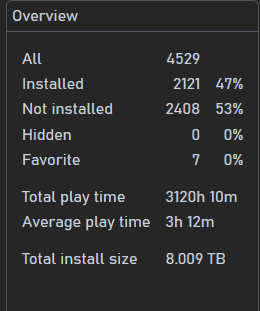 Overview
All 4529
Installed 2121 47%
Not installed 2408 53%
Hidden 0 0%
Favorite 7 0%
Total play time 3120h 10m
Average play time 3h 12m
Total install size 8.009 TB